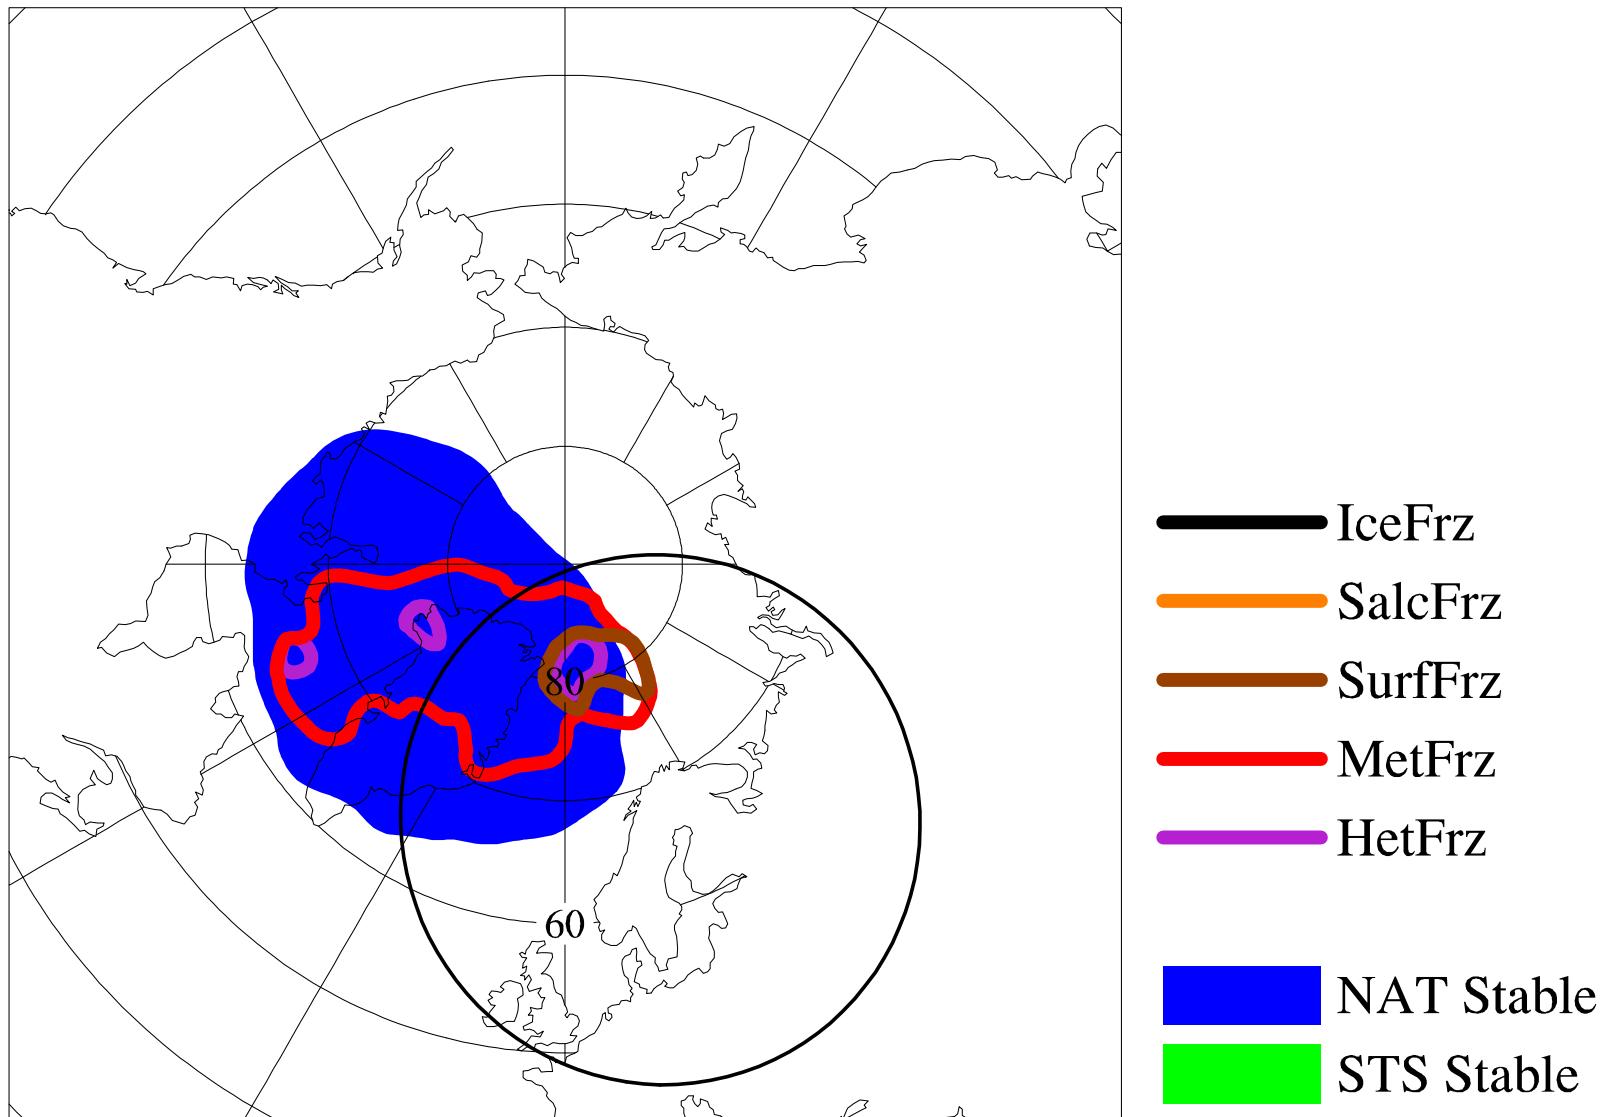 80
60
IceFrz
SalcFrz
SurfFrz
MetFrz
HetFrz
NAT Stable
STS Stable